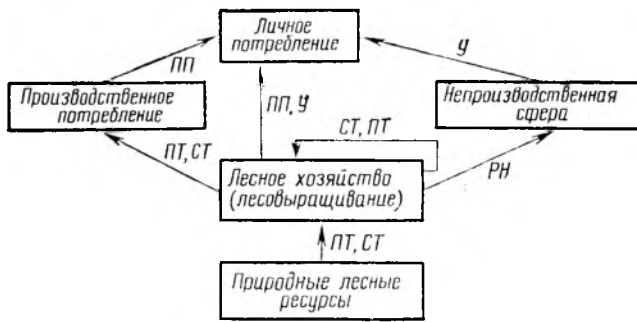 Личное
потребление
ПП
У
Производственное
потребление
ПП, У
Непроизводственная
сфера
СТ, ПТ
ПТ, СТ
Лесное хозяйство
(лесовыращивание)
РН
ПТ, СТ
Природные лесные
ресурсы